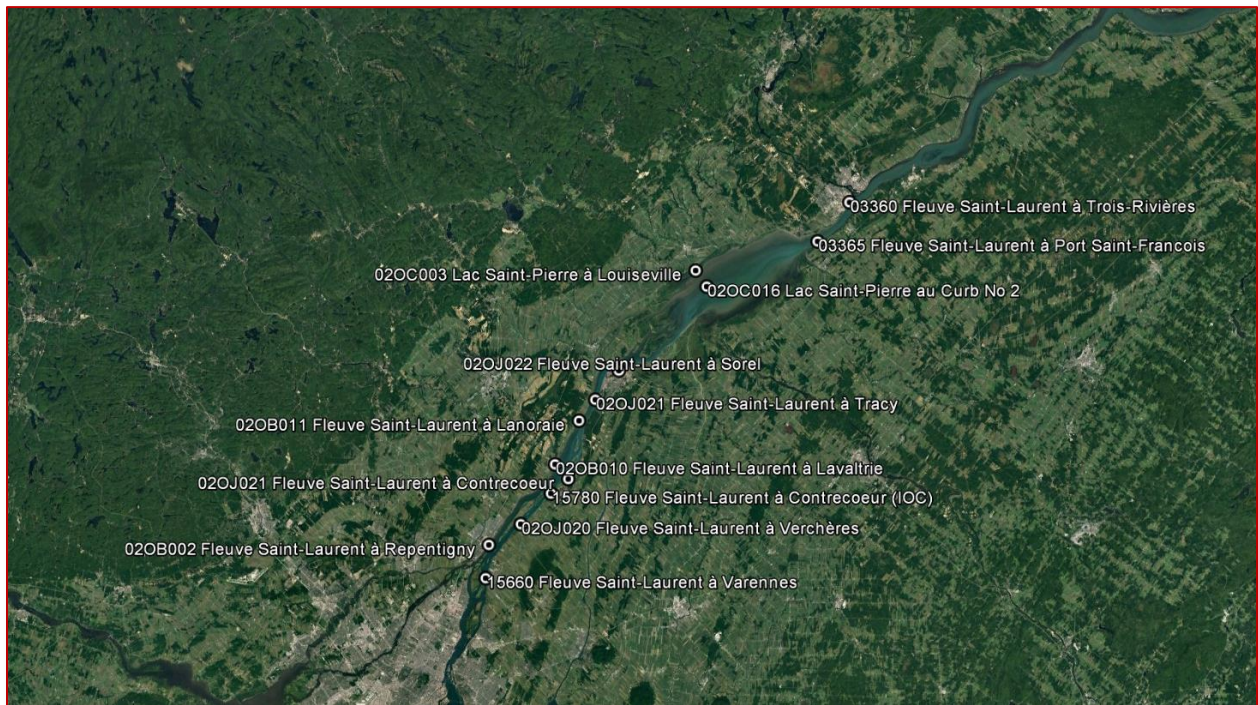 03360 Fleuve Saint-Laurent à Trois-Rivières
03365 Fleuve Saint-Laurent à Port Saint-Francois
02OC003 Lac Saint-Pierre à Louiseville
02OC016 Lac Saint-Pierre au Curb No 2
02OJ022 Fleuve Saint-Laurent à Sorel
02OJ021 Fleuve Saint-Laurent à Tracy
02OB011 Fleuve Saint-Laurent à Lanoraie
02OB010 Fleuve Saint-Laurent à Lavaltrie
02OJ021 Fleuve Saint-Laurent à Contrecoeur
15780 Fleuve Saint-Laurent à Contrecoeur (IOC)
02OJ020 Fleuve Saint-Laurent à Verchères
02OB002 Fleuve Saint-Laurent à Repentigny
15660 Fleuve Saint-Laurent à Varennes